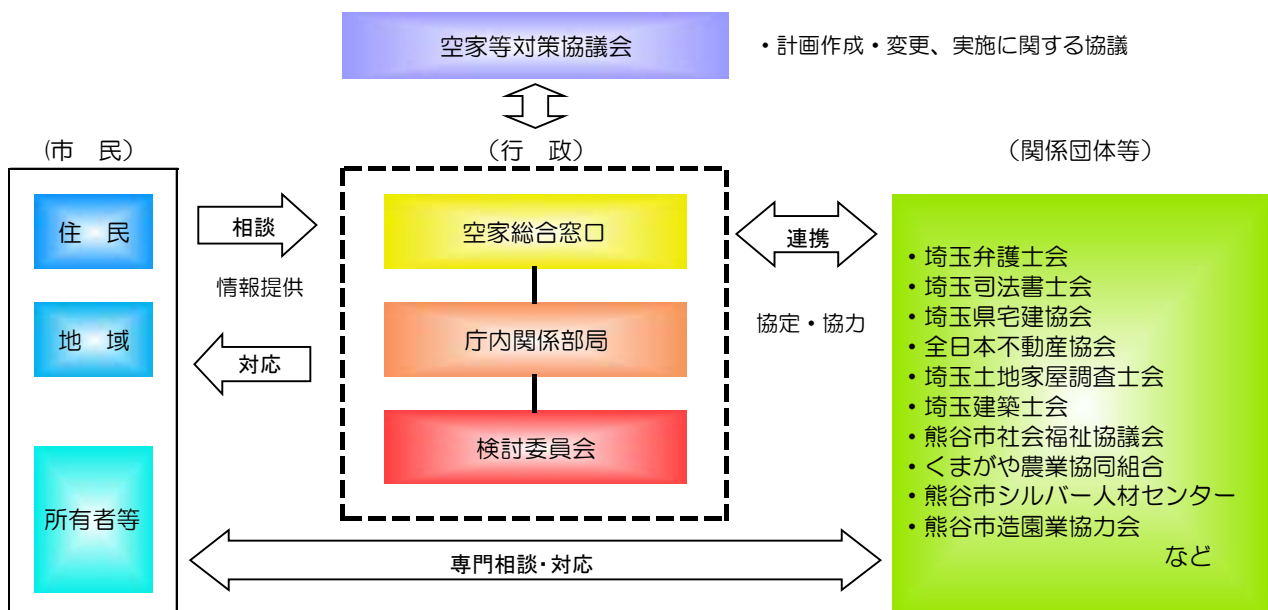 空家等対策協議会
・計画作成・変更、実施に関する協議
(市　民)
(行　政)
(関係団体等)
住　民
地　域
所有者等
相談
情報提供
対応
空家総合窓口
庁内関係部局
検討委員会
連携
協定・協力
・埼玉弁護士会
・埼玉司法書士会
・埼玉県宅建協会
・全日本不動産協会
・埼玉土地家屋調査士会
・埼玉建築士会
・熊谷市社会福祉協議会
・くまがや農業協同組合
・熊谷市シルバー人材センター
・熊谷市造園業協力会
など
専門相談・対応